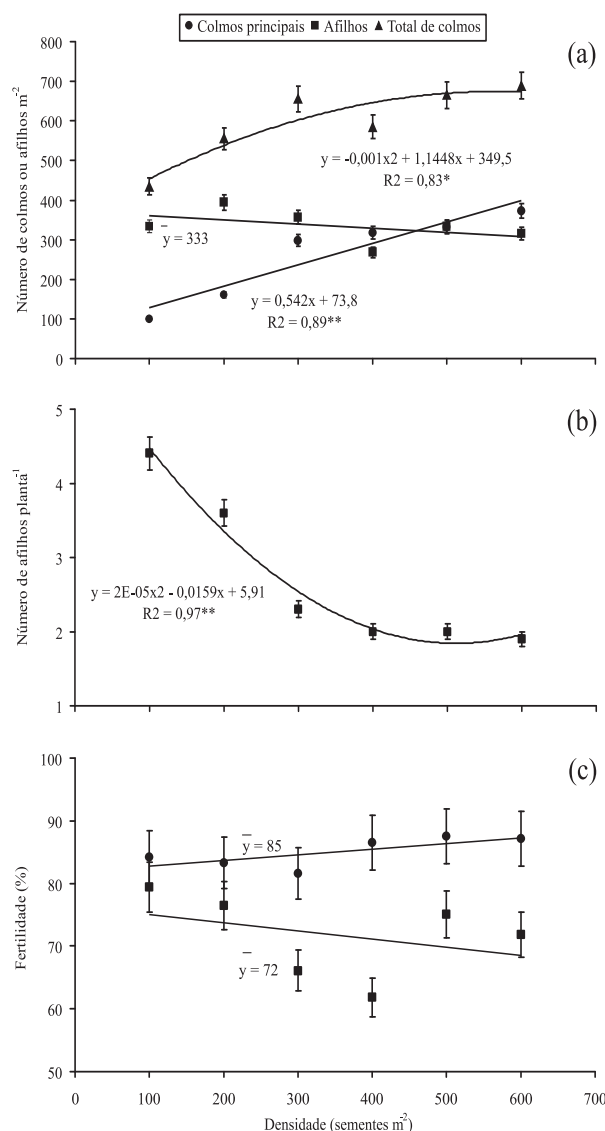 Colmos principais Afilhos Total de colmos
(a)
Número de colmos ou afilhos m-2
800
700
600
500
400
300
200
100
0
y = -0,001x2 + 1,1448x + 349,5
R2 = 0,83*
y = 333
y = 0,542x + 73,8
R2 = 0,89**
(b)
Número de afilhos planta-1
5
4
3
2
1
y = 2E-05x2 - 0,0159x + 5,91
R2 = 0,97**
(c)
Fertilidade (%)
100
90
80
70
60
50
y = 85
y = 72
0 100 200 300 400 500 600 700
Densidade (sementes m-2)